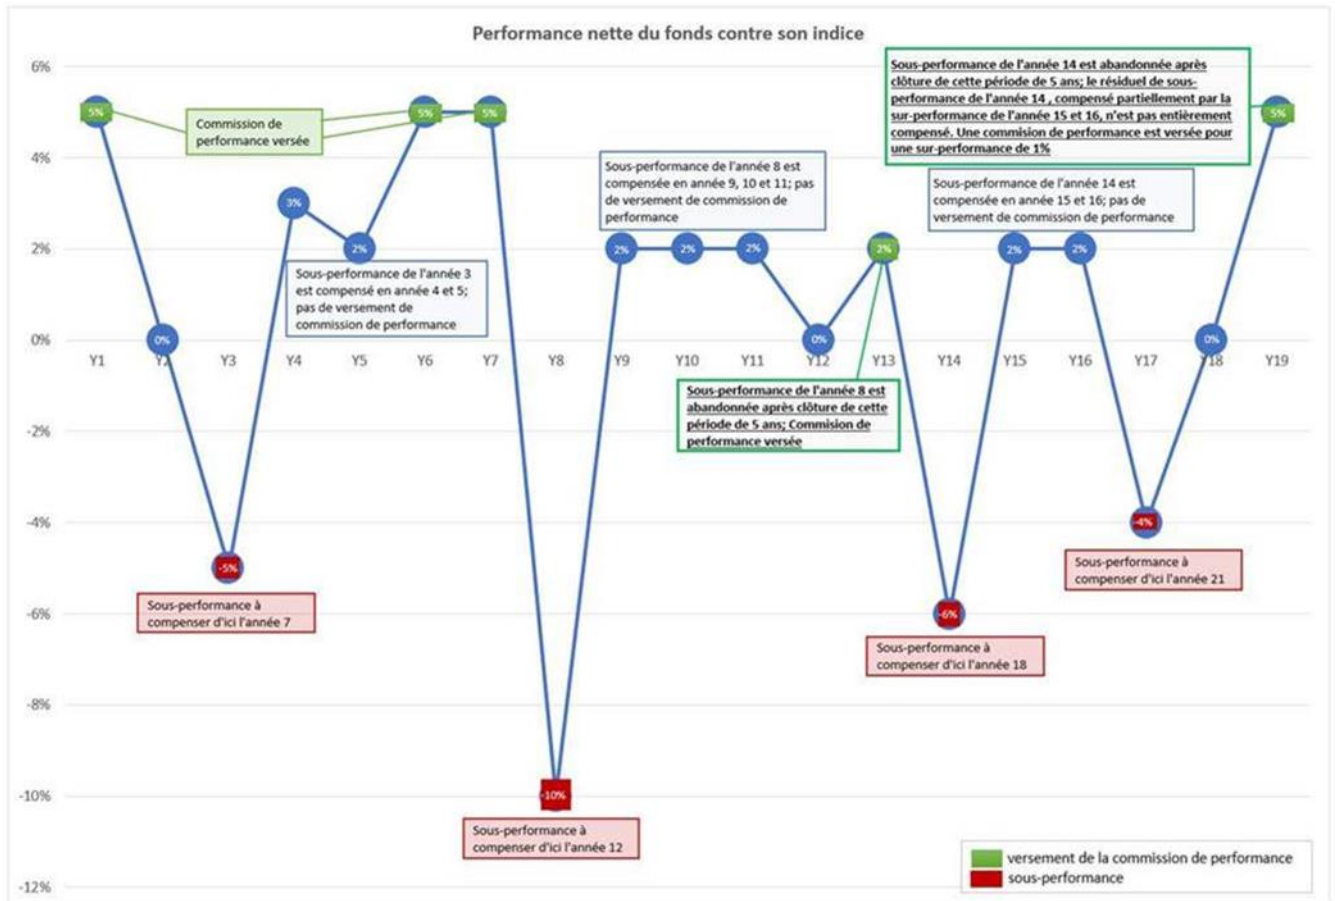 Performance nette du fonds contre son indice
6%
4%
2%
0%
-2%
-4%
-6%
-8%
-10%
-12%
5%
Commission de
performance versée
0%
-5%
Sous-performance à
compenser d'ici l'année 7
3%
2%
Sous-performance de l'année 3
est compensé en année 4 et 5;
pas de versement de
commission de performance
5%
5%
-10%
Sous-performance à
compenser d'ici l'année 12
Sous-performance de l'année 8 est
compensée en année 9, 10 et 11; pas
de versement de commission de
performance
2%
2%
2%
0%
2%
Sous-performance de l'année 8 est
abandonnée après clôture de cette
période de 5 ans; Commision de
performance versée
-6%
Sous-performance à
compenser d'ici l'année 18
Sous-performance de l'année 14 est abandonnée après
clôture de cette période de 5 ans; le résiduel de sous-
performance de l'année 14 , compensé partiellement par la
sur-performance de l'année 15 et 16, n'est pas entièrement
compensé. Une commision de performance est versée pour
une sur-performance de 1%
Sous-performance de l'année 14 est
compensée en année 15 et 16; pas de
versement de commission de performance
2%
2%
-4%
Sous-performance à
compenser d'ici l'année 21
0%
5%
Y1 Y2 Y3 Y4 Y5 Y6 Y7 Y8 Y9 Y10 Y11 Y12 Y13 Y14 Y15 Y16 Y17 Y18 Y19
versement de la commission de performance
sous-performance